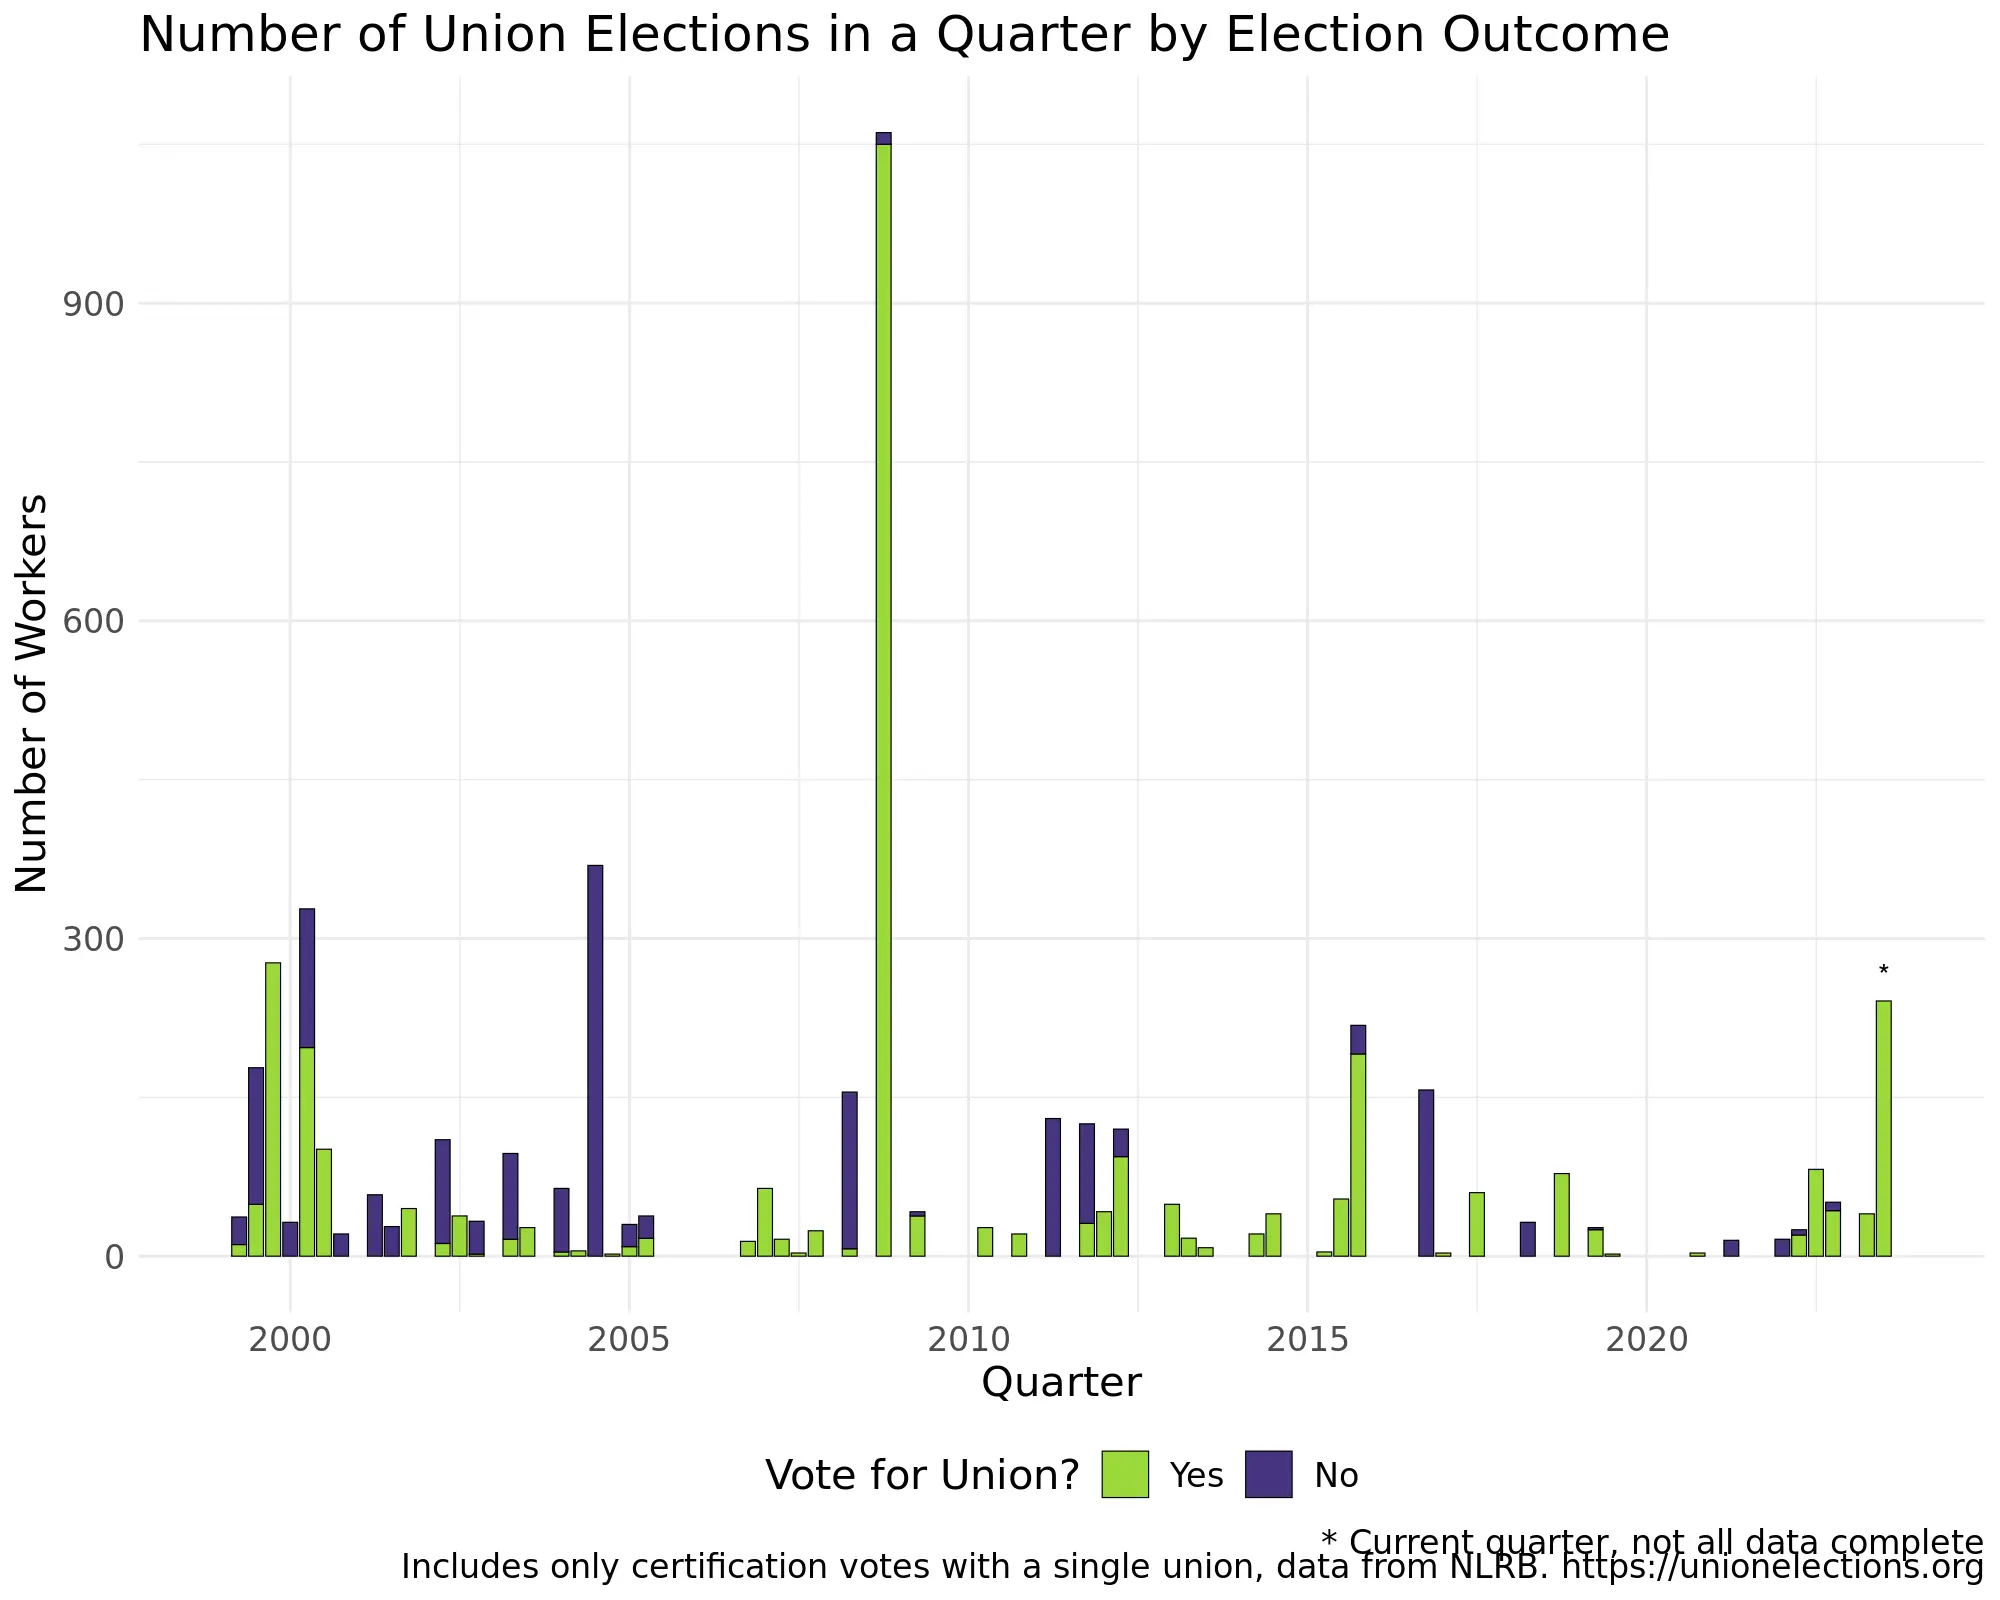 Number of Union Elections in a Quarter by Election Outcome
Number of Workers
900
600
300
0
*
2000 2005 2010 2015 2020
Quarter
Vote for Union? Yes No
* Current quarter, not all data complete
Includes only certification votes with a single union, data from NLRB. https://unionelections.org